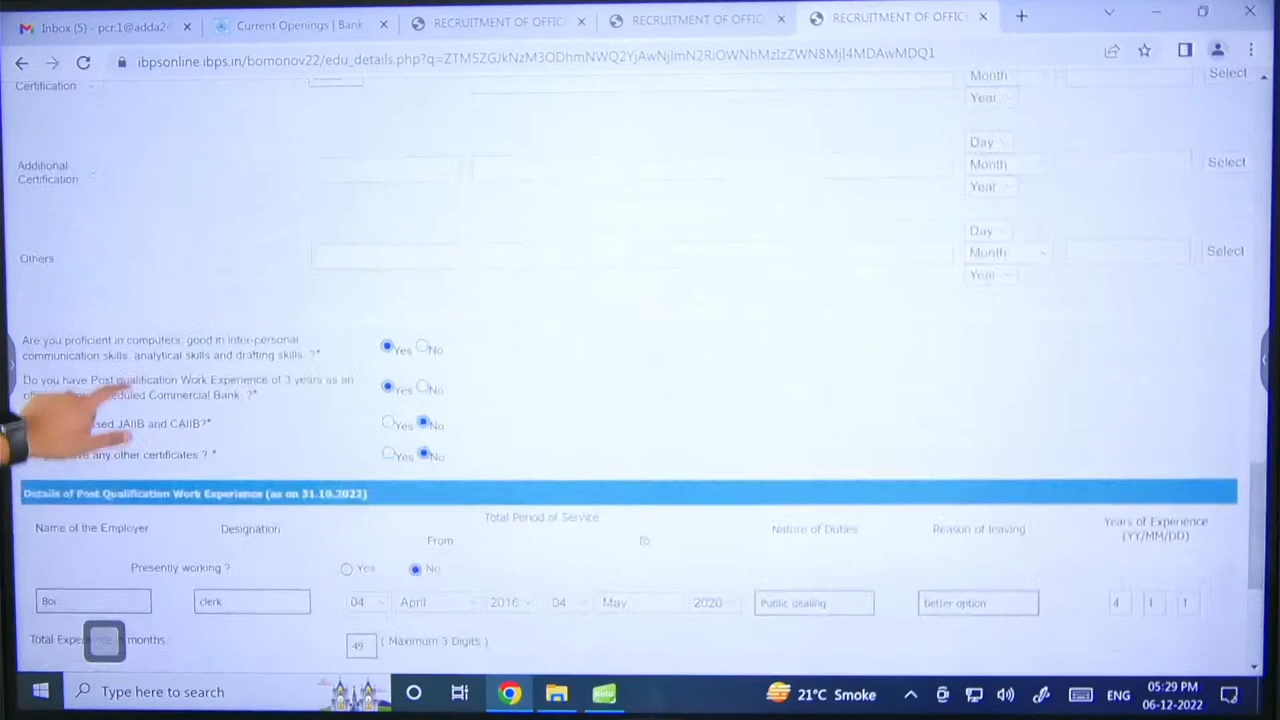 Inbox (5) - pcr.1@adda24
Current Openings | Bank
RECRUITMENT OF OFFIC
RECRUITMENT OF OFFIC
RECRUITMENT OF OFFIC
ibpsonline.ibps.in/bomonov22/edu_details.php?q=
Certification
Month
Select
Year
Day
Additional
Certification
Month
Select
Year
Day
Others
Month
Select
Year
Are you proficient in computers, good in Inter-personal
communication skills, analytical skills and drafting skills ?*
Yes No
Do you have Post qualification Work Experience of 3 years as an
Commercial Bank ?*
Yes No
JAIIB and CAIIB?*
Yes No
any other certificates ? *
Yes No
Details of Post Qualification Work Experience (as on 31.10.2022)
Name of the Employer Designation Total Period of Service Nature of Duties Reason of leaving Years of Experience
From To (YY/MM/DD)
Presently working ? Yes No
Boi clerk 04 April 2016 04 May 2020 Public dealing better option 4 1 1
Total months 49 ( Maximum 3 Digits )
Type here to search
21°C Smoke
ENG
05:29 PM
06-12-2022